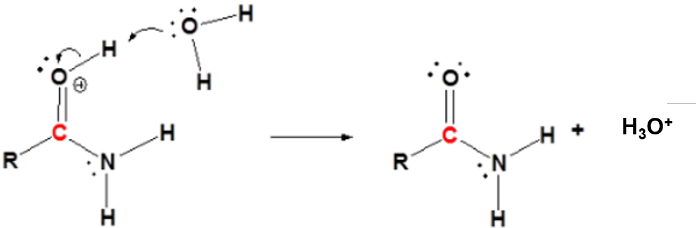 H O H
O ⊕ H
C H
R N
H
O
C H + H₃O⁺
R N
H